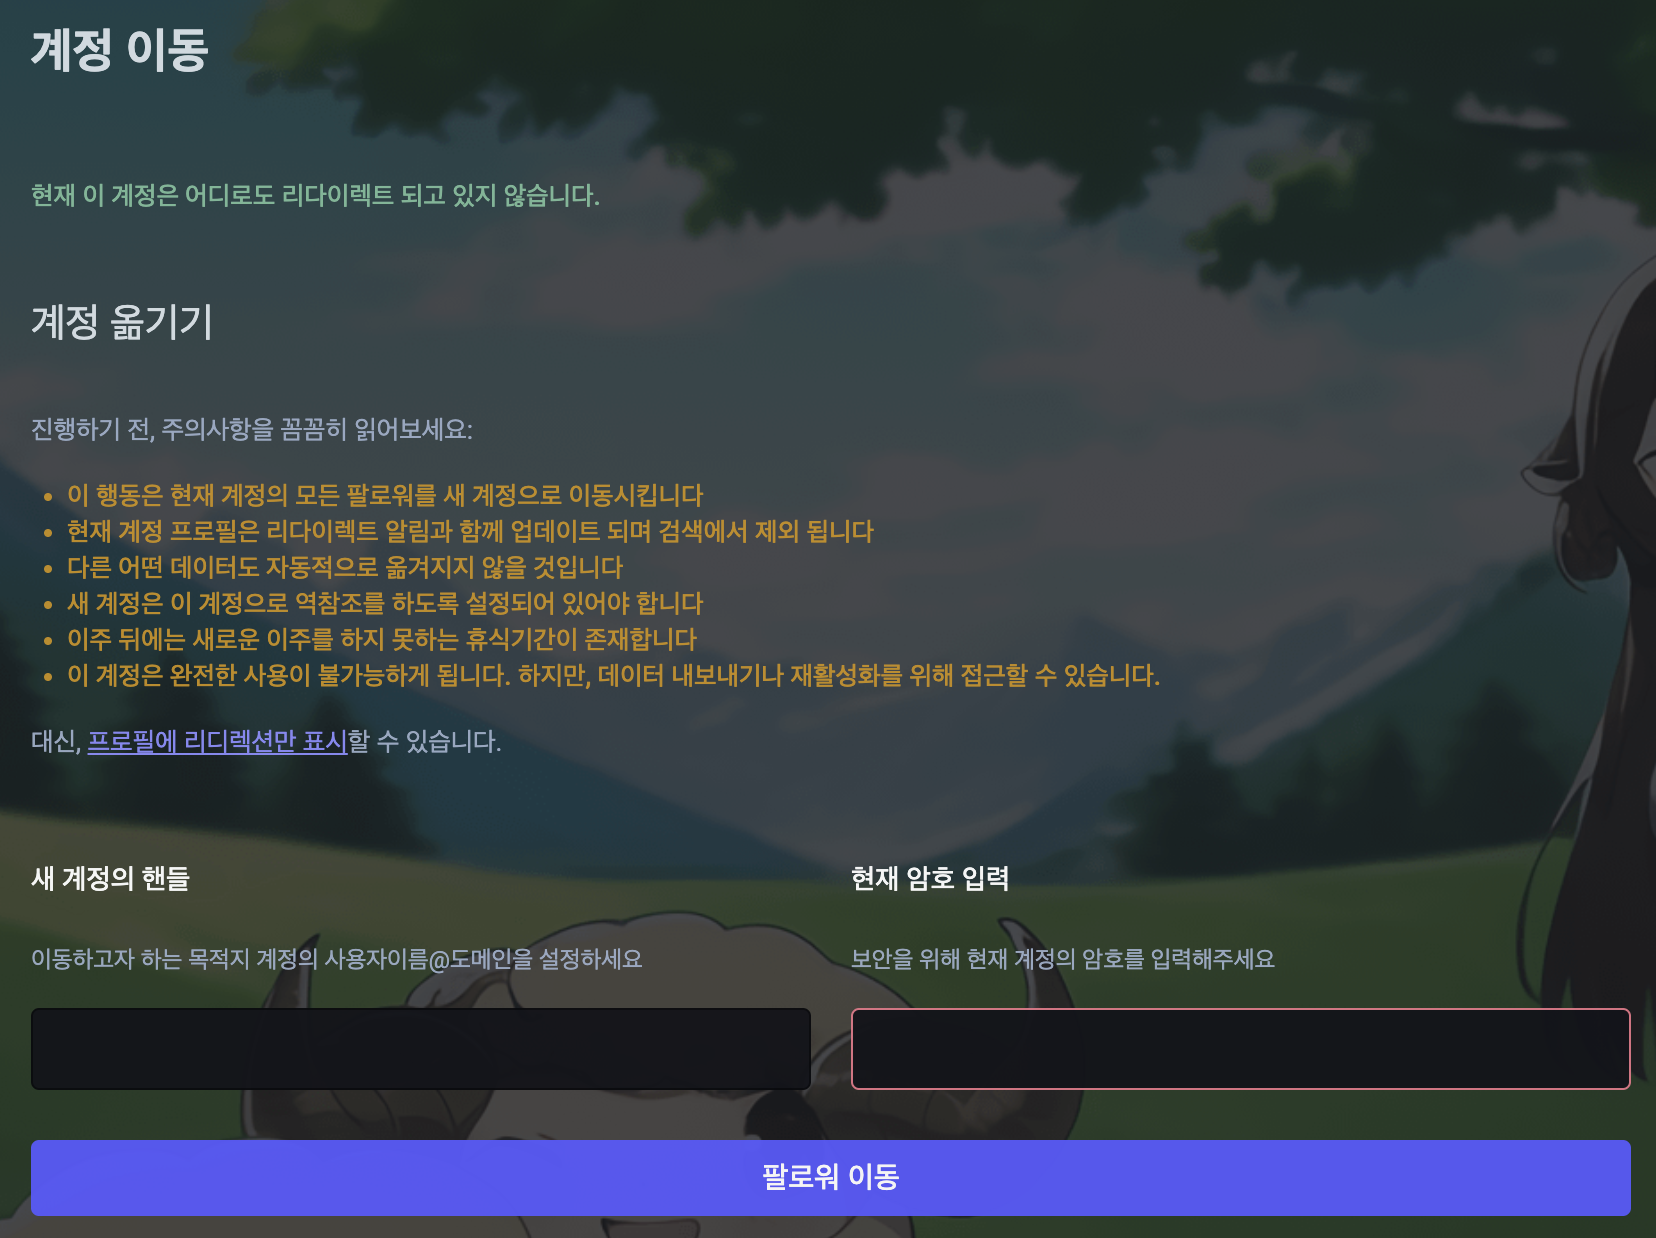 계정 이동
현재 이 계정은 어디로도 리다이렉트 되고 있지 않습니다.
계정 옮기기
진행하기 전, 주의사항을 꼼꼼히 읽어보세요:
• 이 행동은 현재 계정의 모든 팔로워를 새 계정으로 이동시킵니다
• 현재 계정 프로필은 리다이렉트 알림과 함께 업데이트 되며 검색에서 제외 됩니다
• 다른 어떤 데이터도 자동적으로 옮겨지지 않을 것입니다
• 새 계정은 이 계정으로 역참조를 하도록 설정되어 있어야 합니다
• 이주 뒤에는 새로운 이주를 하지 못하는 휴식기간이 존재합니다
• 이 계정은 완전한 사용이 불가능하게 됩니다. 하지만, 데이터 내보내기나 재활성화를 위해 접근할 수 있습니다.
대신, 프로필에 리디렉션만 표시할 수 있습니다.
새 계정의 핸들
이동하고자 하는 목적지 계정의 사용자이름@도메인을 설정하세요
현재 암호 입력
보안을 위해 현재 계정의 암호를 입력해주세요
팔로워 이동